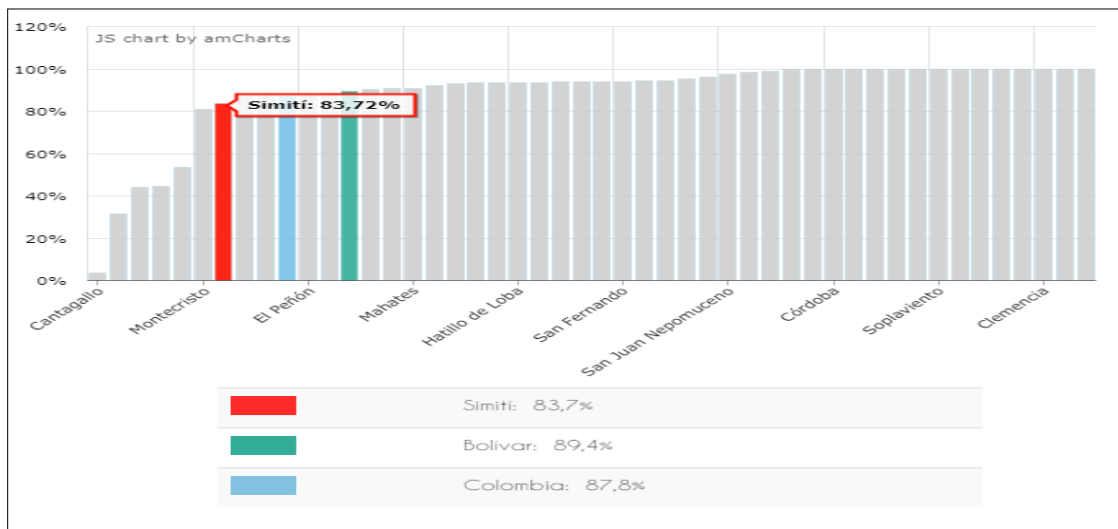 120%
JS chart by amCharts
100%
Simití: 83,72%
80%
60%
40%
20%
0%
Cantagallo
Montecristo
El Peñón
Mahates
Hatillo de Loba
San Fernando
San Juan Nepomuceno
Córdoba
Soplaviento
Clemencia
Simití: 83,7%
Bolívar: 89,4%
Colombia: 87,8%